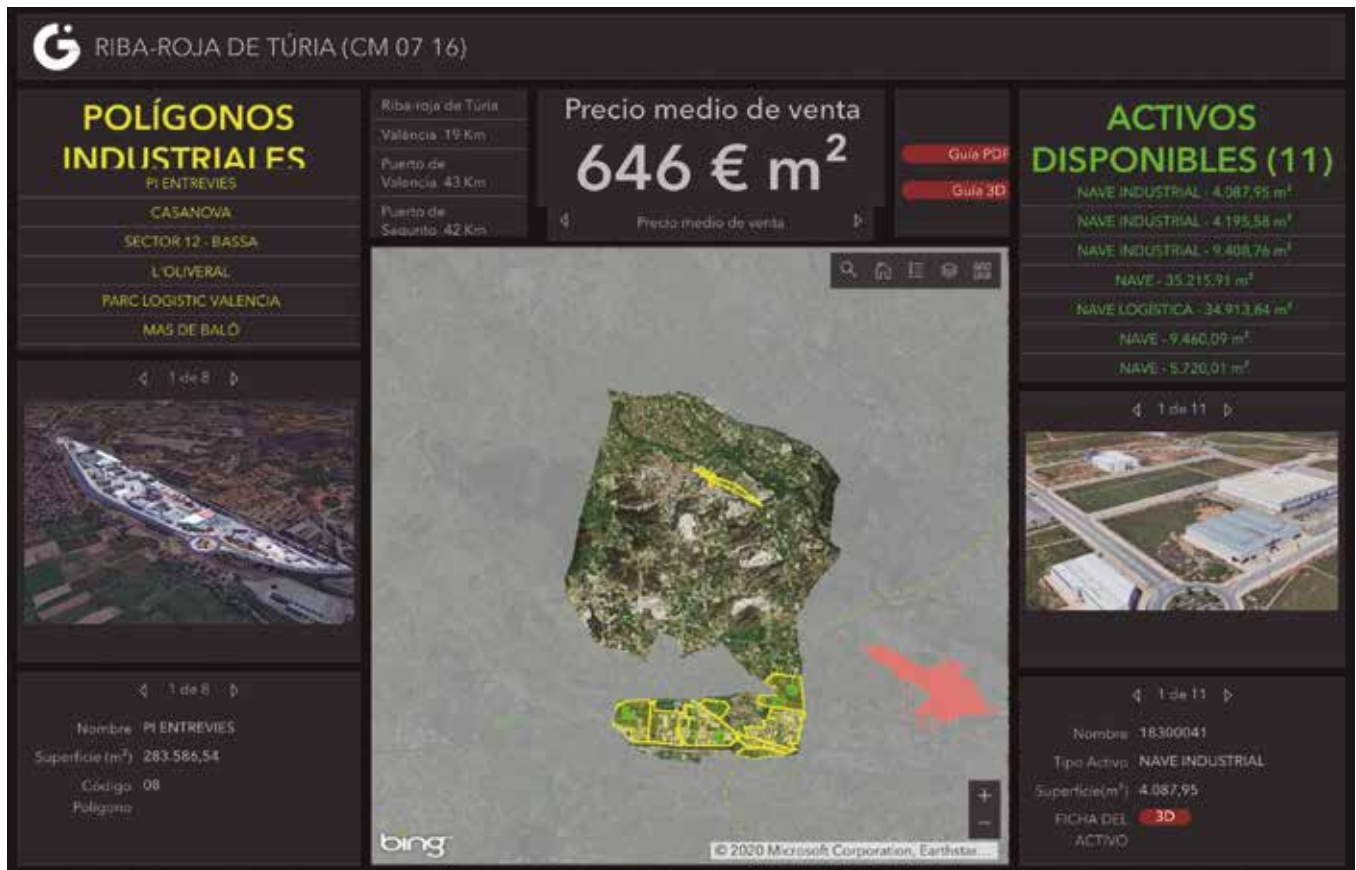 RIBA-ROJA DE TÚRIA (CM 07 16)
POLÍGONOS
INDUSTRIALES
PI ENTREVIES
CASANOVA
SECTOR 12 - BASSA
L'OLIVERAL
PARC LOGISTIC VALENCIA
MAS DE BALÓ
1 de 8
1 de 8
Nombre PI ENTREVIES
Superficie (m²) 283.586,54
Código 08
Polígono
Riba-roja de Túria
València 19 Km
Puerto de
Valencia 43 Km
Puerto de
Sagunto 42 Km
Precio medio de venta
646 € m²
Precio medio de venta
Guía PDF
Guía 3D
bing
© 2020 Microsoft Corporation, Earthstar...
ACTIVOS
DISPONIBLES (11)
NAVE INDUSTRIAL - 4.087,95 m²
NAVE INDUSTRIAL - 4.195,58 m²
NAVE INDUSTRIAL - 9.408,76 m²
NAVE - 35.215,91 m²
NAVE LOGÍSTICA - 34.913,64 m²
NAVE - 9.460,09 m²
NAVE - 5.720,01 m²
1 de 11
1 de 11
Nombre 18300041
Tipo Activo NAVE INDUSTRIAL
Superficie(m²) 4.087,95
FICHA DEL 3D
ACTIVO